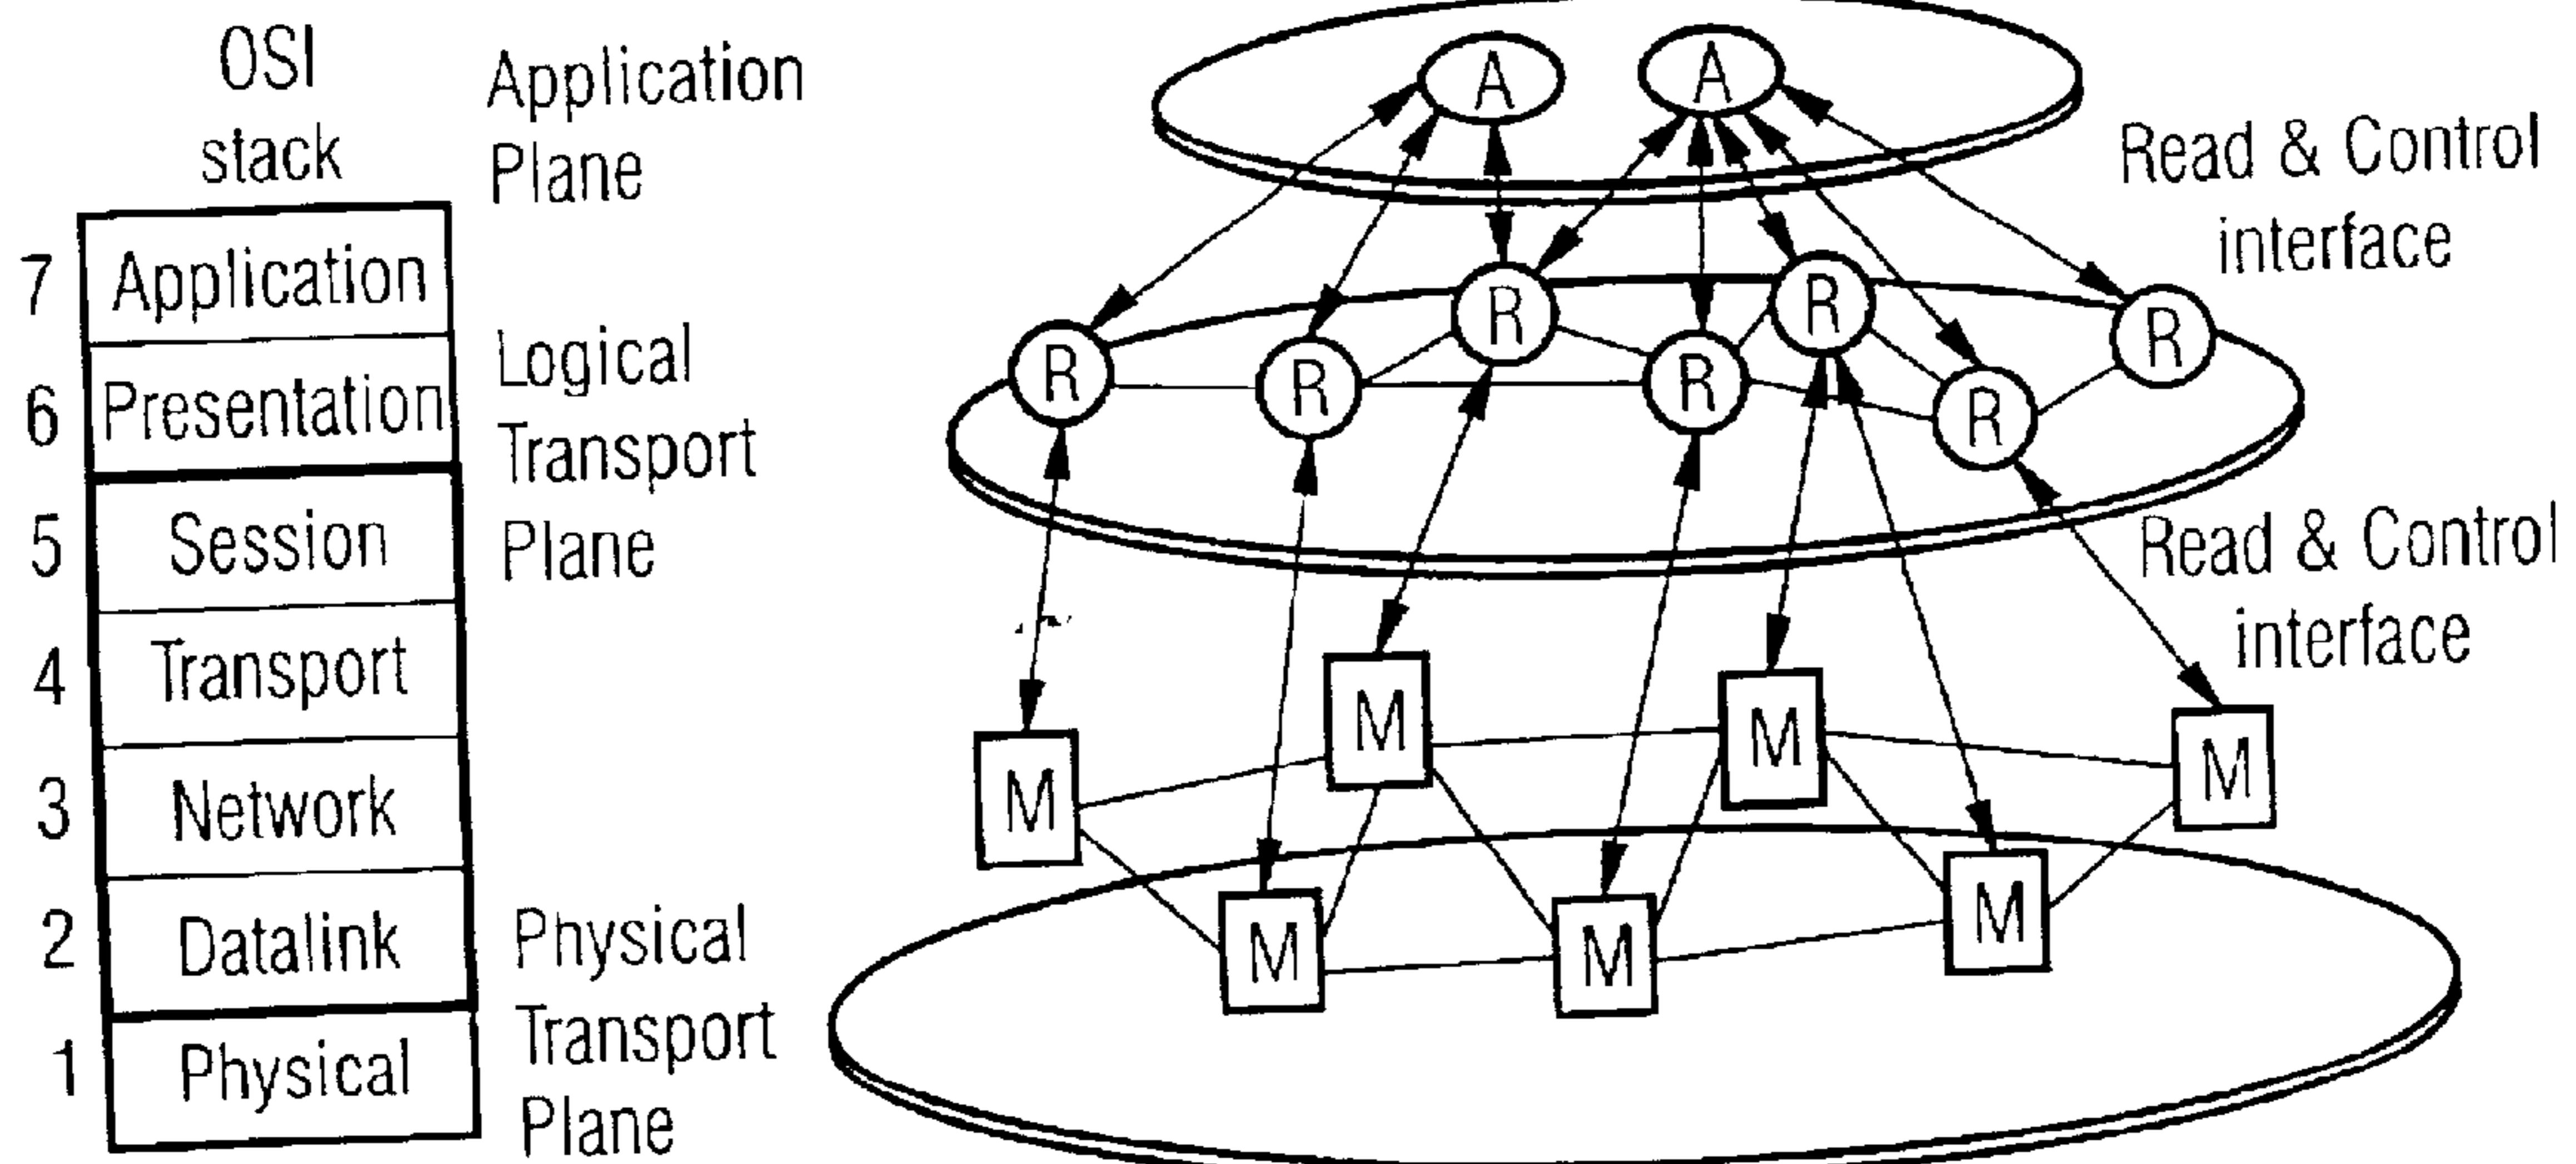 OSI
stack
7 Application
6 Presentation
5 Session
4 Transport
3 Network
2 Datalink
1 Physical
Application
Plane
Logical
Transport
Plane
Physical
Transport
Plane
A A
Read & Control
interface
R R R R R R R
Read & Control
interface
M M M M M M M